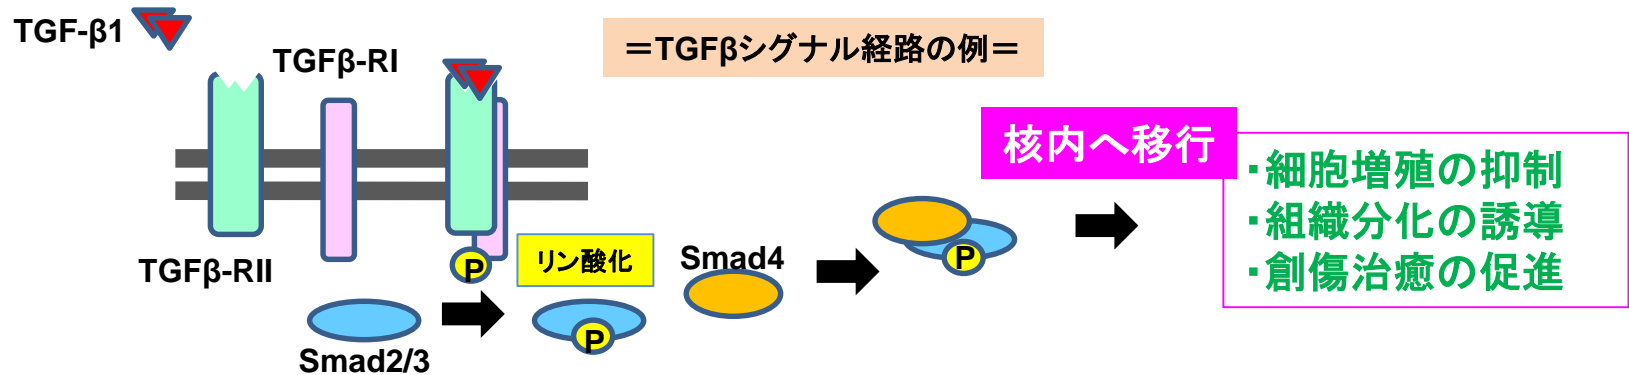 TGF-β1
TGFβ-RI
＝TGFβシグナル経路の例＝
核内へ移行
・細胞増殖の抑制
・組織分化の誘導
・創傷治癒の促進
TGFβ-RII
P
リン酸化
Smad4
P
Smad2/3
P